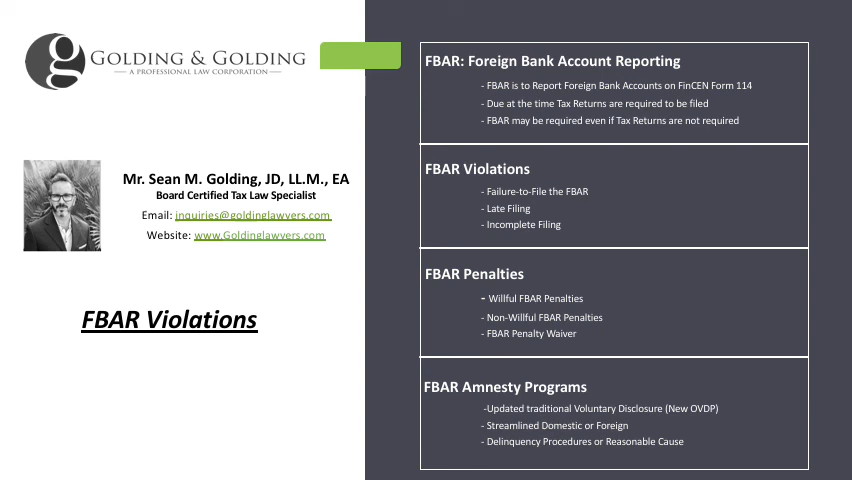 GOLDING & GOLDING
A PROFESSIONAL LAW CORPORATION
Mr. Sean M. Golding, JD, LL.M., EA
Board Certified Tax Law Specialist
Email: inquiries@goldinglawyers.com
Website: www.Goldinglawyers.com
FBAR Violations
FBAR: Foreign Bank Account Reporting
- FBAR is to Report Foreign Bank Accounts on FinCEN Form 114
- Due at the time Tax Returns are required to be filed
- FBAR may be required even if Tax Returns are not required
FBAR Violations
- Failure-to-File the FBAR
- Late Filing
- Incomplete Filing
FBAR Penalties
- Willful FBAR Penalties
- Non-Willful FBAR Penalties
- FBAR Penalty Waiver
FBAR Amnesty Programs
-Updated traditional Voluntary Disclosure (New OVDP)
- Streamlined Domestic or Foreign
- Delinquency Procedures or Reasonable Cause